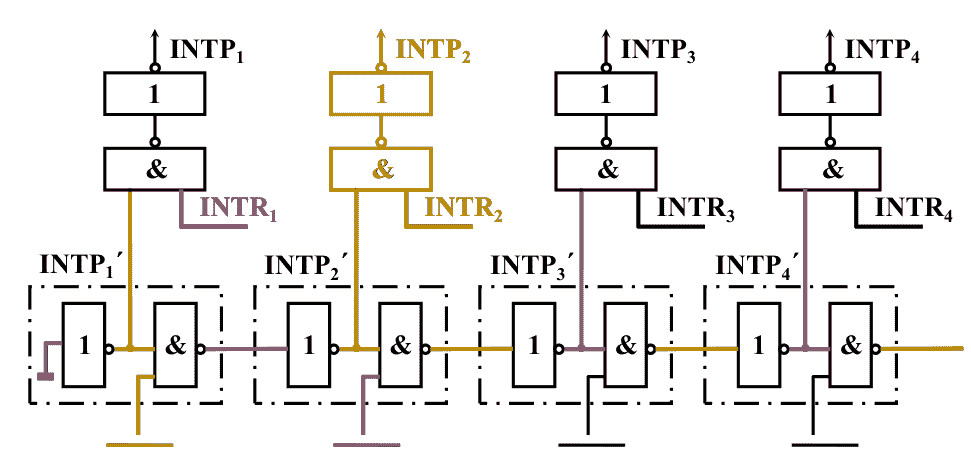 INTP₁ INTP₂ INTP₃ INTP₄
1 1 1 1
& & & &
INTR₁ INTR₂ INTR₃ INTR₄
INTP₁´ INTP₂´ INTP₃´ INTP₄´
1 & 1 & 1 & 1 &